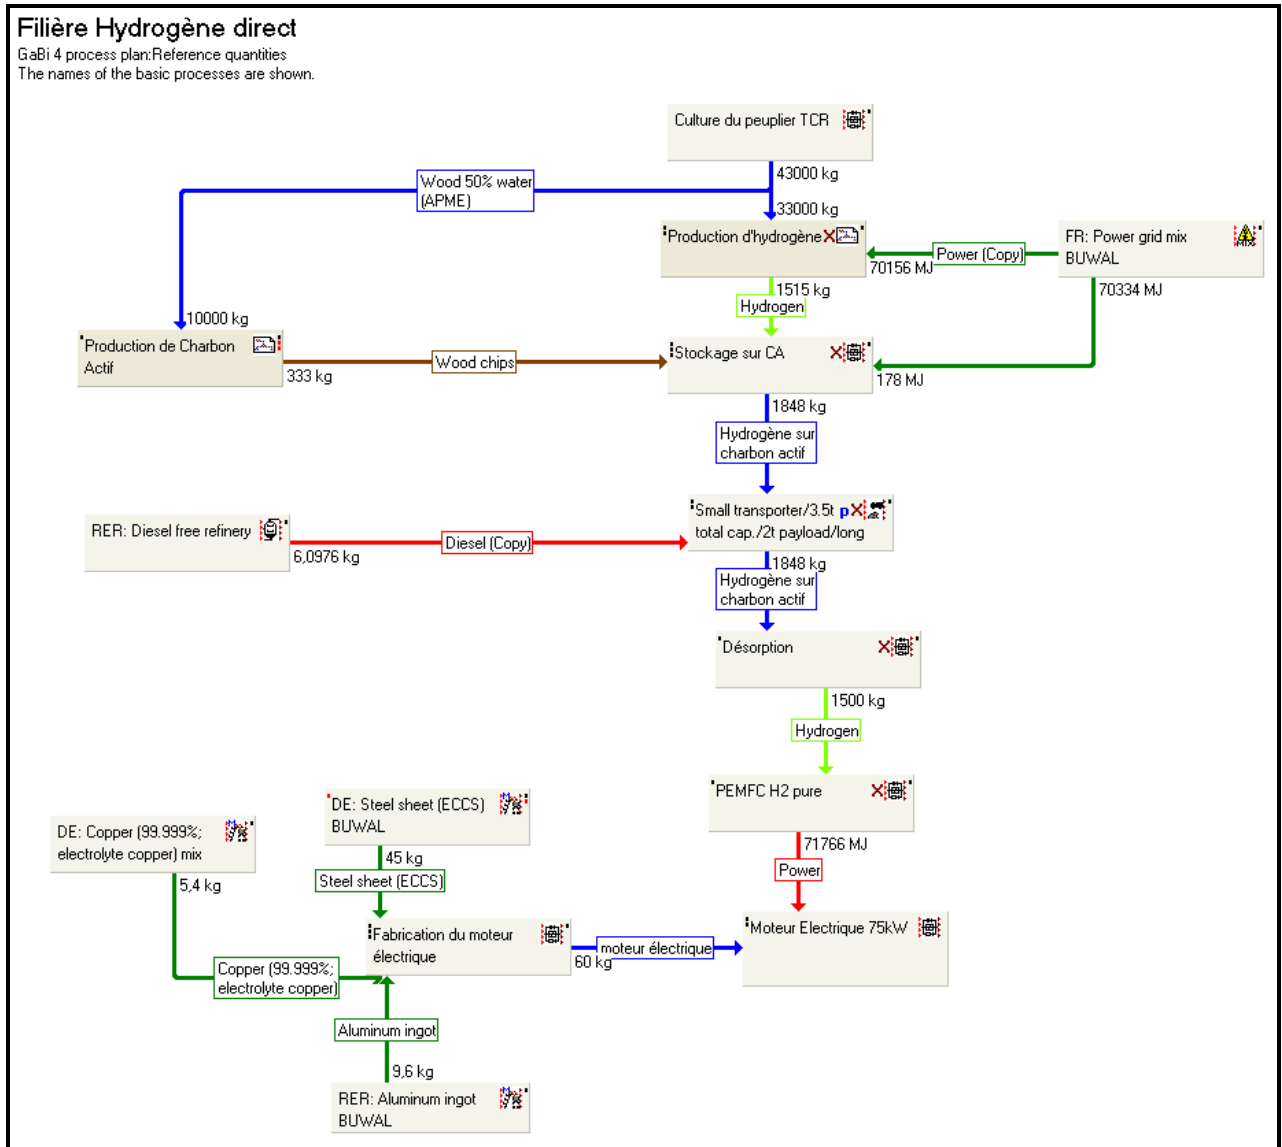 Filière Hydrogène direct
GaBi 4 process plan:Reference quantities
The names of the basic processes are shown.
Culture du peuplier TCR
43000 kg
Wood 50% water
(APME)
33000 kg
Production d'hydrogène
FR: Power grid mix
BUWAL
Power (Copy)
70156 MJ
70334 MJ
1515 kg
Hydrogen
10000 kg
Production de Charbon
Actif
333 kg
Wood chips
Stockage sur CA
178 MJ
1848 kg
Hydrogène sur
charbon actif
RER: Diesel free refinery
6,0976 kg
Diesel (Copy)
Small transporter/3.5t p
total cap./2t payload/long
1848 kg
Hydrogène sur
charbon actif
Désorption
1500 kg
Hydrogen
PEMFC H2 pure
71766 MJ
Power
DE: Steel sheet (ECCS)
BUWAL
45 kg
Steel sheet (ECCS)
DE: Copper (99.999%;
electrolyte copper) mix
5,4 kg
Fabrication du moteur
électrique
60 kg
moteur électrique
Moteur Electrique 75kW
Copper (99.999%;
electrolyte copper)
Aluminum ingot
9,6 kg
RER: Aluminum ingot
BUWAL